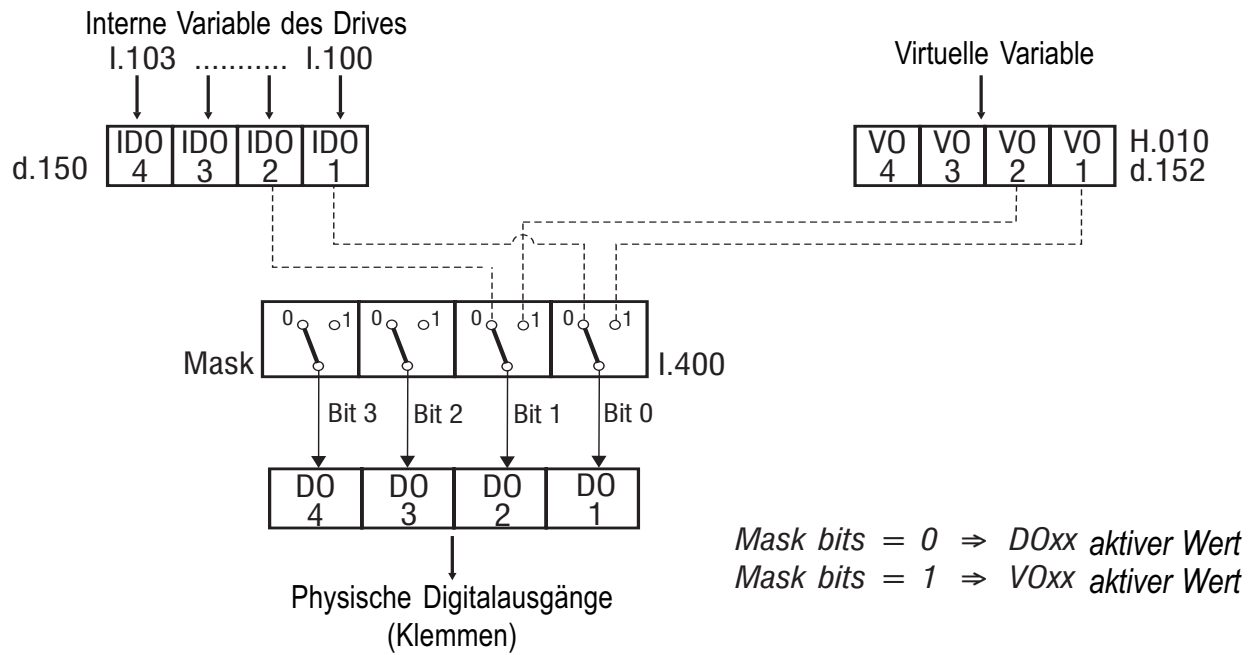 Interne Variable des Drives
I.103 ........... I.100
Virtuelle Variable
d.150
IDO 4
IDO 3
IDO 2
IDO 1
VO 4
VO 3
VO 2
VO 1
H.010
d.152
Mask
0 1
0 1
0 1
0 1
I.400
Bit 3
Bit 2
Bit 1
Bit 0
DO 4
DO 3
DO 2
DO 1
Physische Digitalausgänge
(Klemmen)
Mask bits = 0 ⇒ DOxx aktiver Wert
Mask bits = 1 ⇒ VOxx aktiver Wert